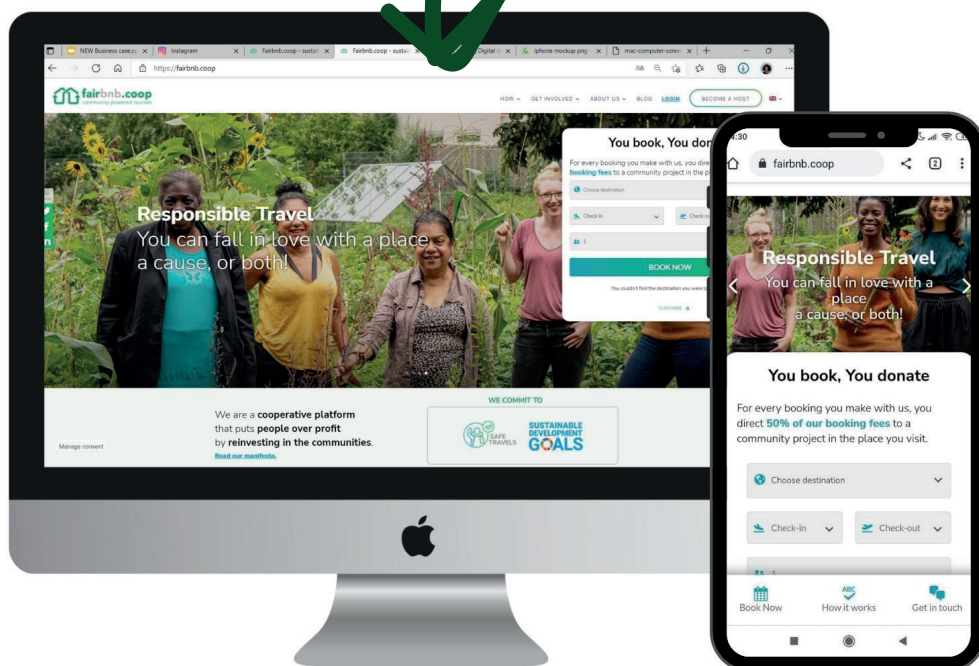 NEW Business case.p
Instagram
Fairbnb.coop - sustai
Fairbnb.coop - sustai
Digital
iphone mockup png
mac-computer-screen
https://fairbnb.coop
fairbnb.coop
community powered tourism
HOW
GET INVOLVED
ABOUT US
BLOG
LOGIN
BECOME A HOST
Responsible Travel
You can fall in love with a place
a cause, or both!
You book, You don
For every booking you make with us, you dire
booking fees to a community project in the p
Choose destination
Check-in
Check-ou
1
BOOK NOW
You couldn't find the destination you were
CLICK HERE
We are a cooperative platform
that puts people over profit
by reinvesting in the communities.
Read our manifesto.
Manage consent
WE COMMIT TO
SAFE
TRAVELS
SUSTAINABLE
DEVELOPMENT
GOALS
4:30
fairbnb.coop
2
Responsible Travel
You can fall in love with a
place
a cause, or both!
You book, You donate
For every booking you make with us, you
direct 50% of our booking fees to a
community project in the place you visit.
Choose destination
Check-in
Check-out
1
ABC
Book Now
How it works
Get in touch